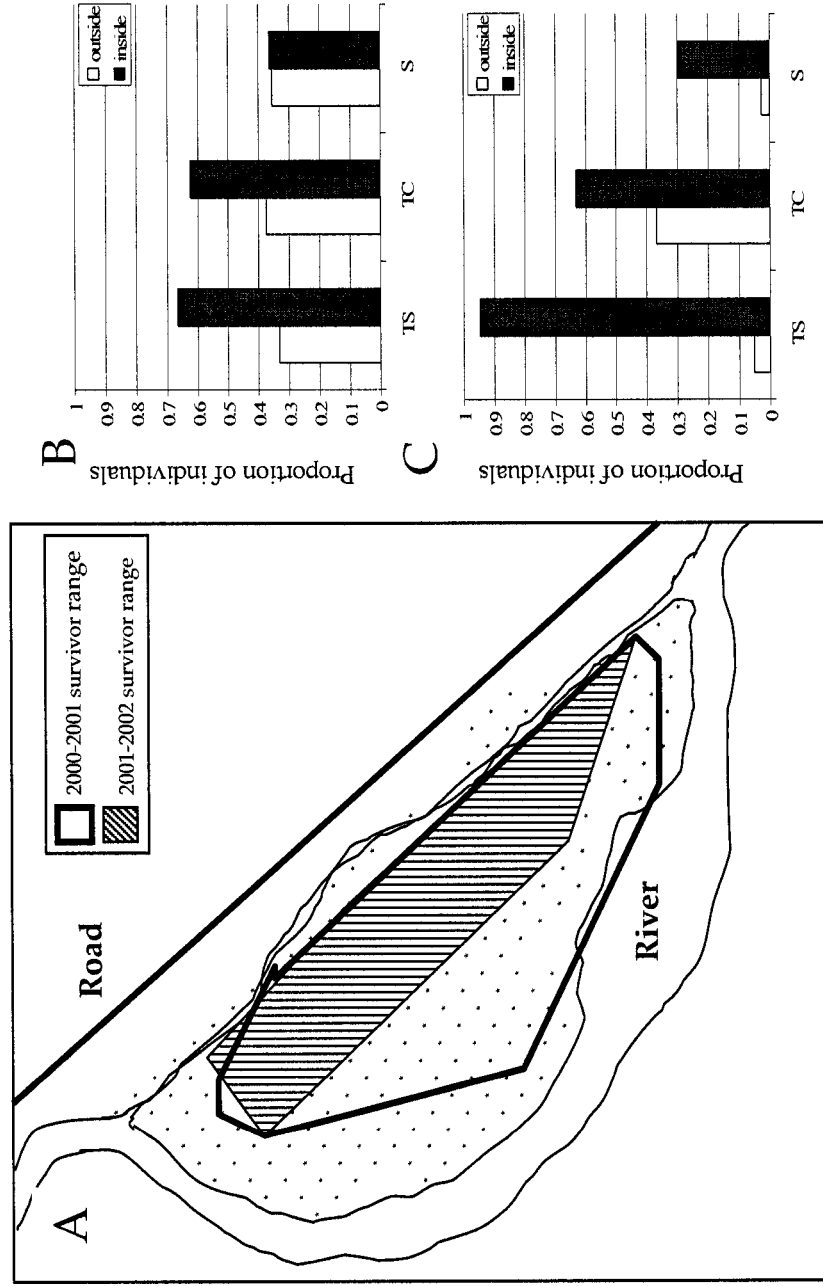 A
Road
River
2000-2001 survivor range
2001-2002 survivor range
B
Proportion of individuals
1
0.9
0.8
0.7
0.6
0.5
0.4
0.3
0.2
0.1
0
TS
TC
S
outside
inside
C
Proportion of individuals
1
0.9
0.8
0.7
0.6
0.5
0.4
0.3
0.2
0.1
0
TS
TC
S
outside
inside